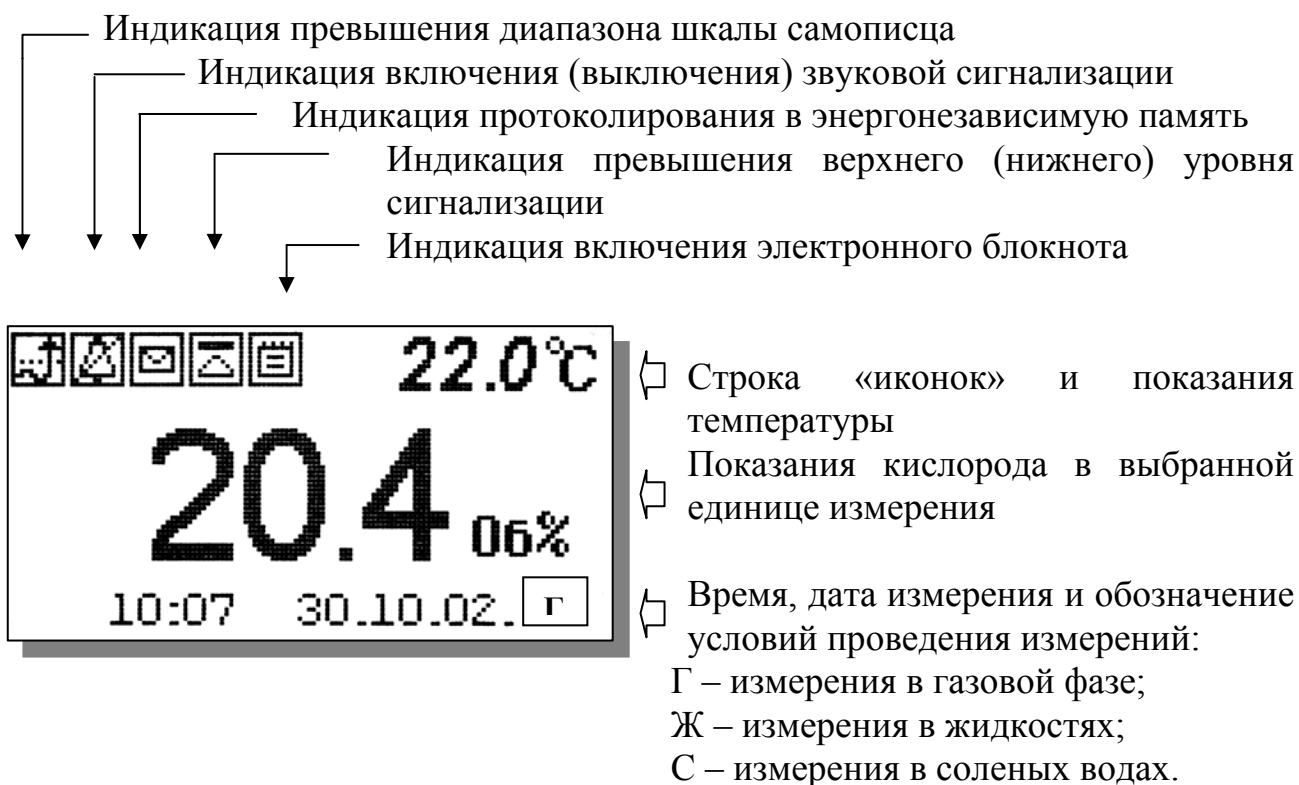 Индикация превышения диапазона шкалы самописца
Индикация включения (выключения) звуковой сигнализации
Индикация протоколирования в энергонезависимую память
Индикация превышения верхнего (нижнего) уровня
сигнализации
Индикация включения электронного блокнота
22.0°C
20.4 Об%
10:07 30.10.02. Г
Строка «иконок» и показания
температуры
Показания кислорода в выбранной
единице измерения
Время, дата измерения и обозначение
условий проведения измерений:
Г – измерения в газовой фазе;
Ж – измерения в жидкостях;
С – измерения в соленых водах.